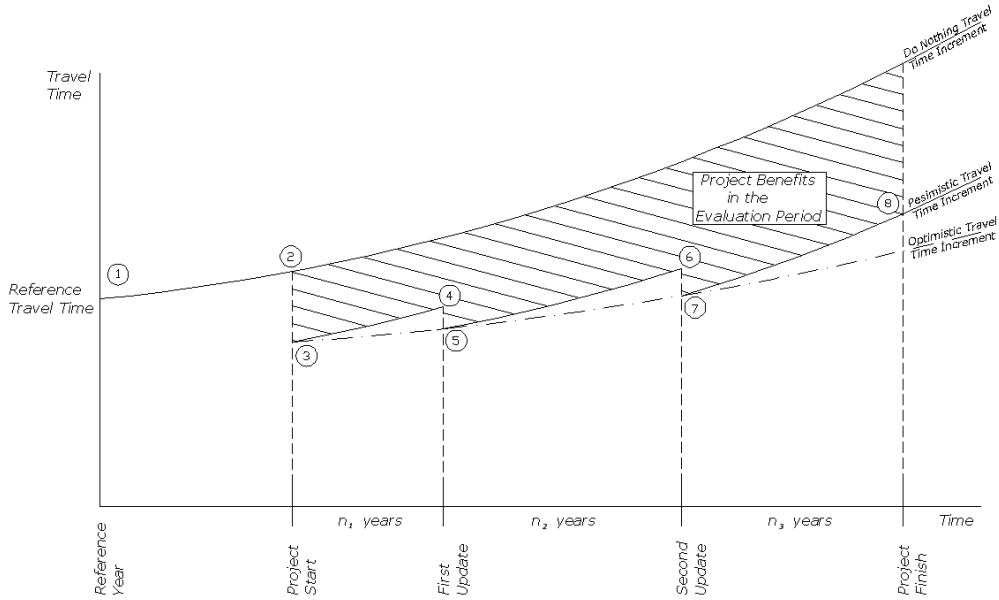 Do Nothing Travel
Time Increment
Travel
Time
Pesimistic Travel
Time Increment
Project Benefits
in the
Evaluation Period
8
Optimistic Travel
Time Increment
1
2
6
Reference
Travel Time
4
7
5
3
n₁ years
n₂ years
n₃ years
Time
Reference
Year
Project
Start
First
Update
Second
Update
Project
Finish